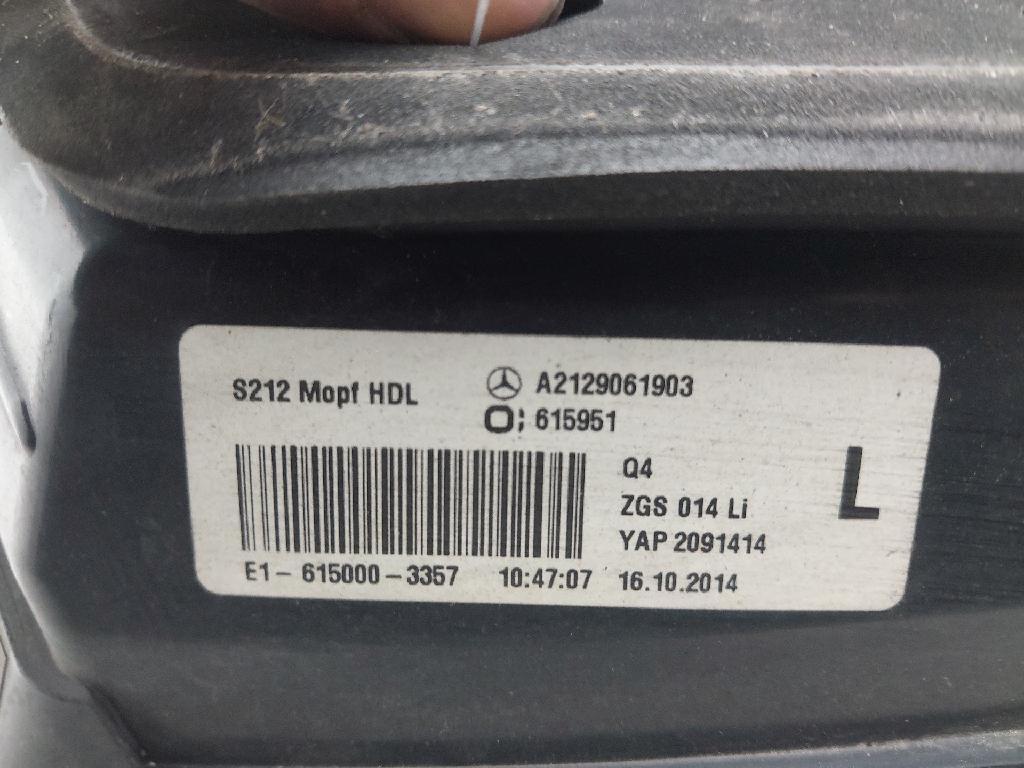 S212 Mopf HDL
A2129061903
O; 615951
Q4
ZGS 014 Li
YAP 2091414
L
E1-615000-3357 10:47:07 16.10.2014